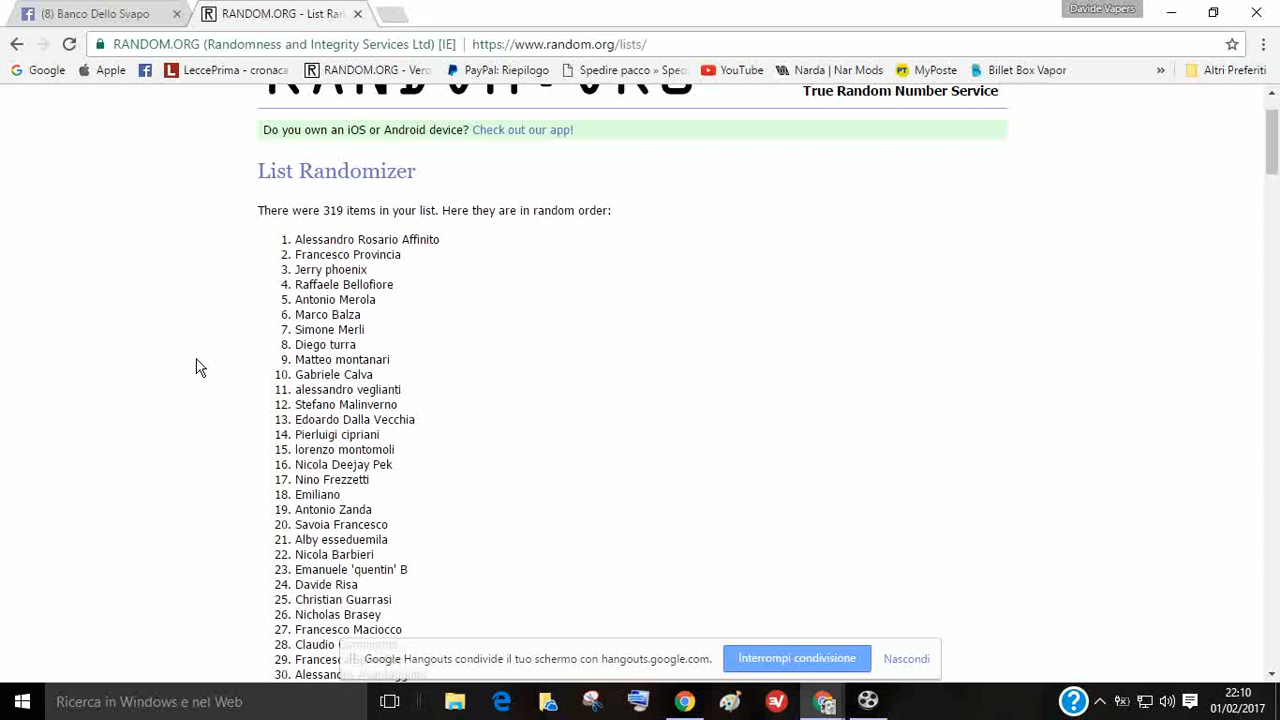 (8) Banco Dello Svapo
RANDOM.ORG - List Ran
Davide Vapers
RANDOM.ORG (Randomness and Integrity Services Ltd) [IE] https://www.random.org/lists/
Google
Apple
LeccePrima - cronaca
RANDOM.ORG - Vero
PayPal: Riepilogo
Spedire pacco » Spec
YouTube
Narda | Nar Mods
MyPoste
Billet Box Vapor
»
Altri Preferiti
RANDOM.ORG
True Random Number Service
Do you own an iOS or Android device? Check out our app!
List Randomizer
There were 319 items in your list. Here they are in random order:
1. Alessandro Rosario Affinito
2. Francesco Provincia
3. Jerry phoenix
4. Raffaele Bellofiore
5. Antonio Merola
6. Marco Balza
7. Simone Merli
8. Diego turra
9. Matteo montanari
10. Gabriele Calva
11. alessandro veglianti
12. Stefano Malinverno
13. Edoardo Dalla Vecchia
14. Pierluigi cipriani
15. lorenzo montomoli
16. Nicola Deejay Pek
17. Nino Frezzetti
18. Emiliano
19. Antonio Zanda
20. Savoia Francesco
21. Alby esseduemila
22. Nicola Barbieri
23. Emanuele 'quentin' B
24. Davide Risa
25. Christian Guarrasi
26. Nicholas Brasey
27. Francesco Maciocco
28. Claudio
29.
30.
Google Hangouts condivide il tuo schermo con hangouts.google.com.
Interrompi condivisione
Nascondi
Ricerca in Windows e nel Web
22:10
01/02/2017